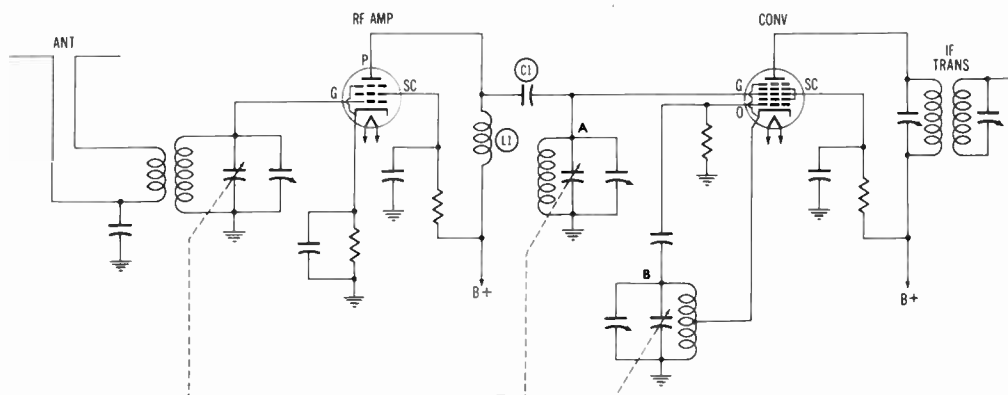 ANT
RF AMP
P
G
SC
C1
L1
B+
A
B
CONV
G
O
SC
IF
TRANS
B+